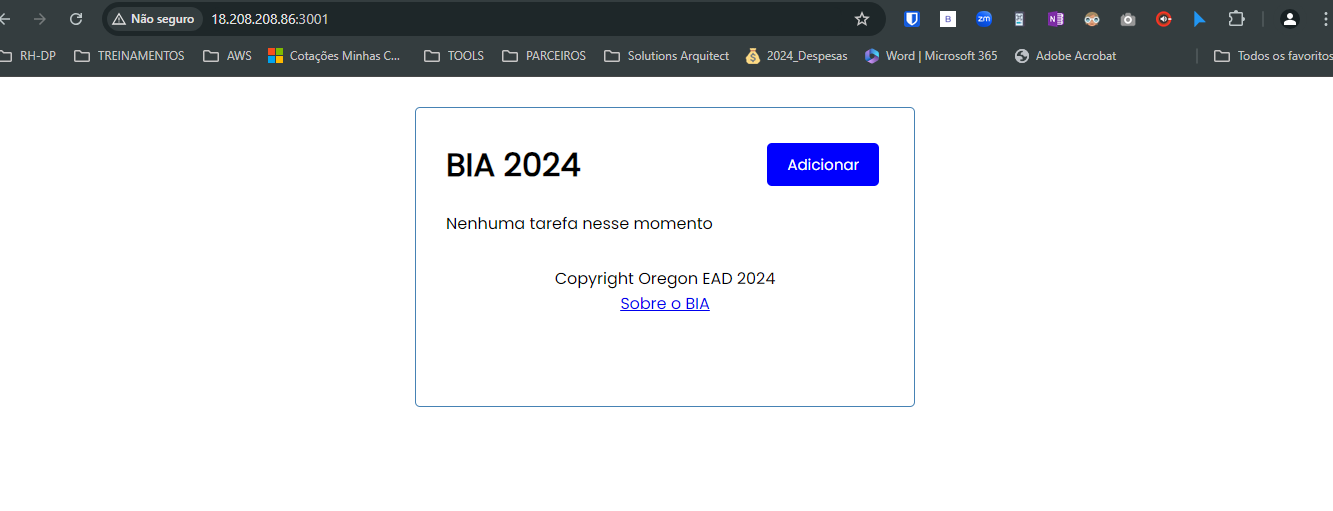 Não seguro 18.208.208.86:3001
RH-DP TREINAMENTOS AWS Cotações Minhas C... TOOLS PARCEIROS Solutions Arquitect 2024_Despesas Word | Microsoft 365 Adobe Acrobat Todos os favoritos
BIA 2024 Adicionar
Nenhuma tarefa nesse momento
Copyright Oregon EAD 2024
Sobre o BIA